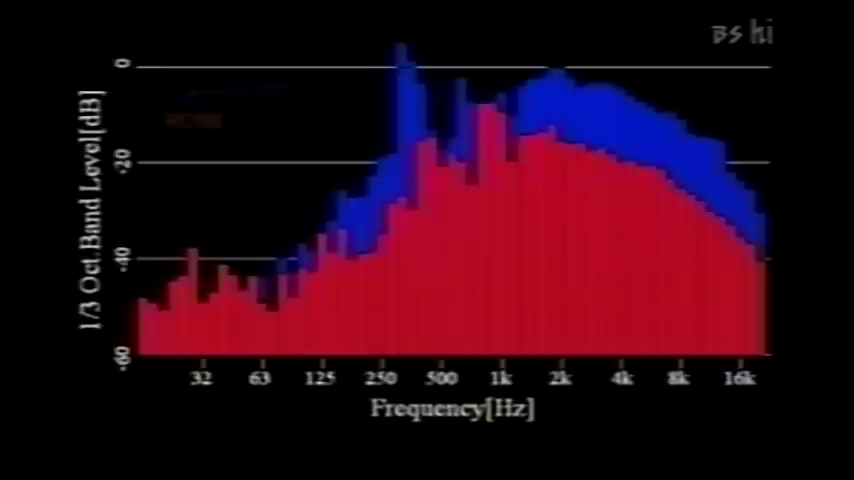 BS hi
0
-20
-40
-60
1/3 Oct.Band Level[dB]
32 63 125 250 500 1k 2k 4k 8k 16k
Frequency[Hz]